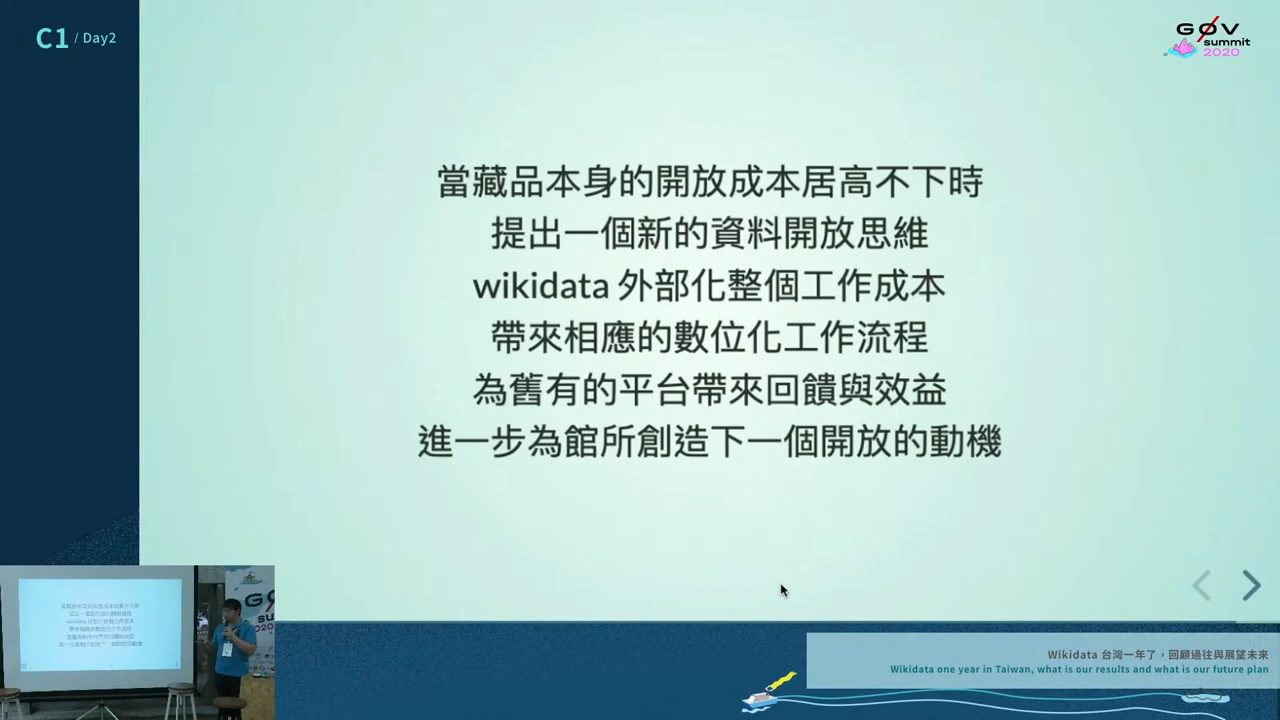 C1 / Day2
GØV
summit
2020
當藏品本身的開放成本居高不下時
提出一個新的資料開放思維
wikidata 外部化整個工作成本
帶來相應的數位化工作流程
為舊有的平台帶來回饋與效益
進一步為館所創造下一個開放的動機
Wikidata 台灣一年了，回顧過往與展望未來
Wikidata one year in Taiwan, what is our results and what is our future plan